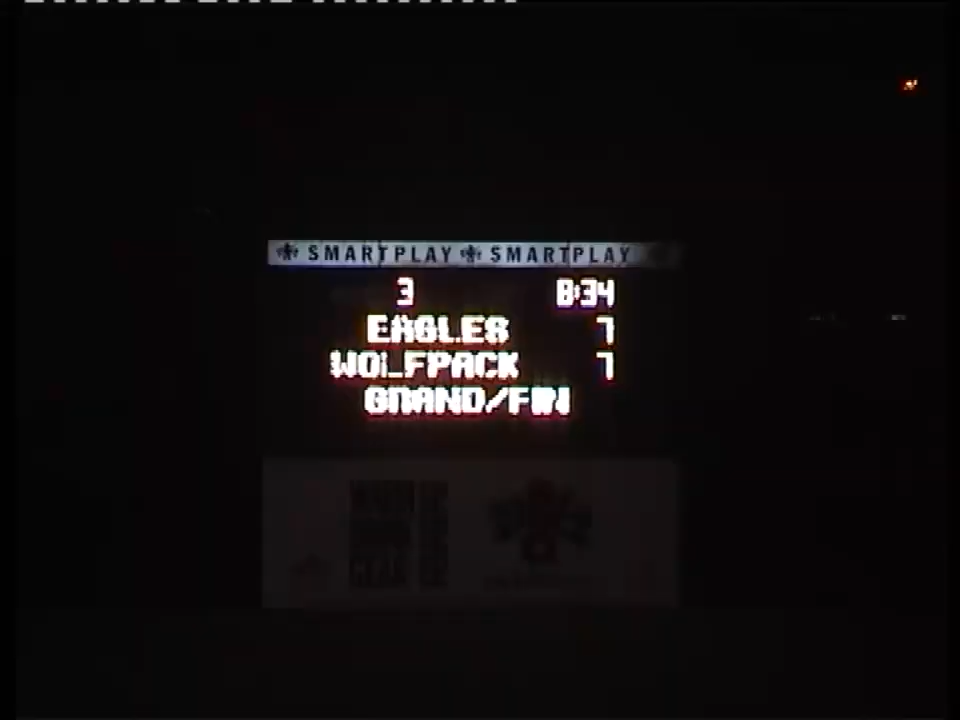 SMARTPLAY SMARTPLAY
3 8:34
EAGLES 7
WOLFPACK 7
GRAND/FIN